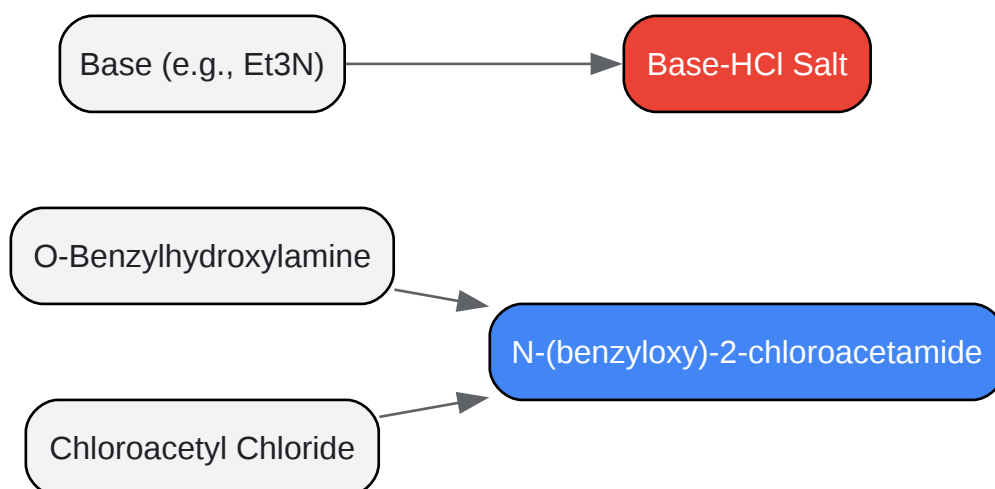 Base (e.g., Et3N)
Base-HCl Salt
O-Benzylhydroxylamine
N-(benzyloxy)-2-chloroacetamide
Chloroacetyl Chloride